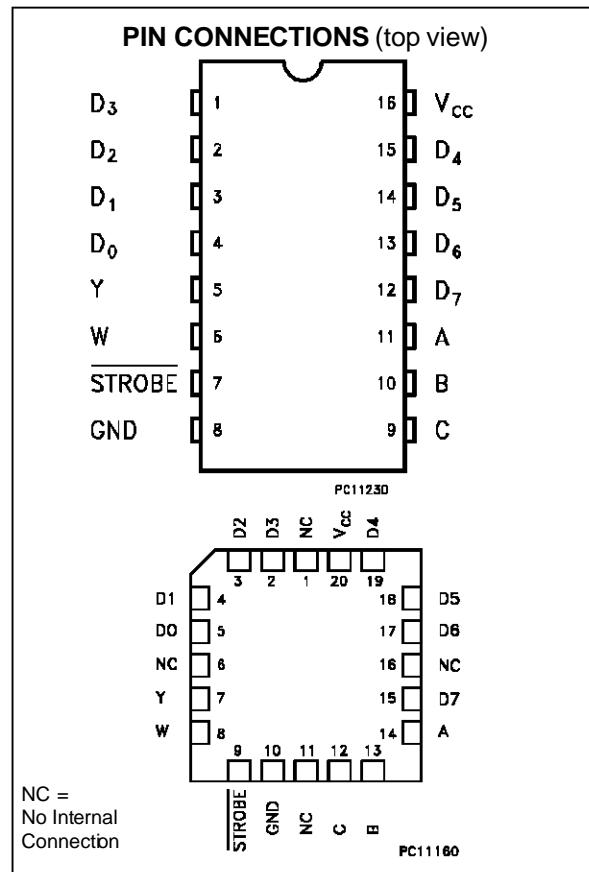 PIN CONNECTIONS (top view)
D3 1 16 VCC
D2 2 15 D4
D1 3 14 D5
D0 4 13 D6
Y 5 12 D7
W 6 11 A
STROBE 7 10 B
GND 8 9 C
PC11230
D2 D3 NC VCC D4
3 2 1 20 19
D1 4 18 D5
D0 5 17 D6
NC 6 16 NC
Y 7 15 D7
W 8 14 A
9 10 11 12 13
STROBE GND NC C B
NC =
No Internal
Connection
PC11160